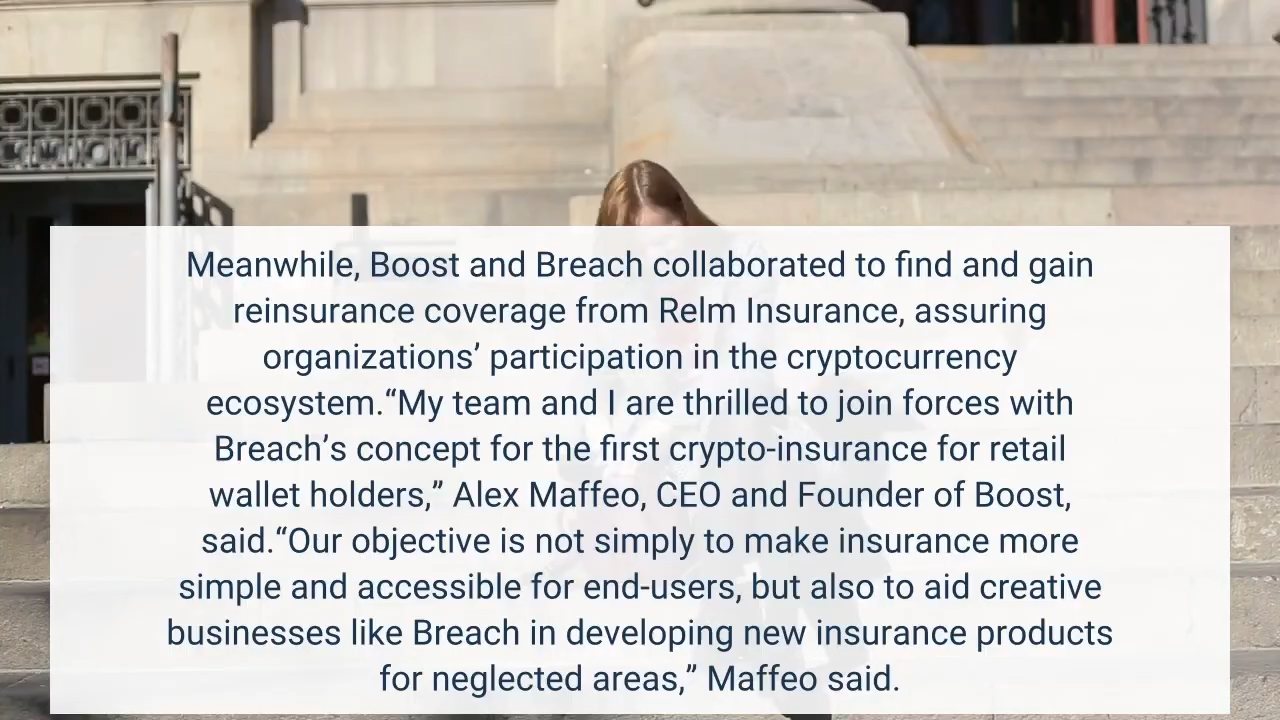 Meanwhile, Boost and Breach collaborated to find and gain
reinsurance coverage from Relm Insurance, assuring
organizations’ participation in the cryptocurrency
ecosystem.“My team and I are thrilled to join forces with
Breach’s concept for the first crypto-insurance for retail
wallet holders,” Alex Maffeo, CEO and Founder of Boost,
said.“Our objective is not simply to make insurance more
simple and accessible for end-users, but also to aid creative
businesses like Breach in developing new insurance products
for neglected areas,” Maffeo said.